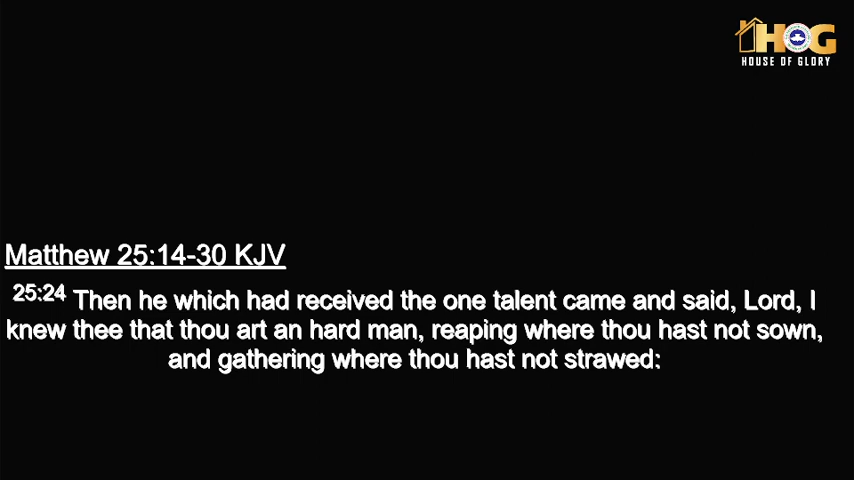 HOG
HOUSE OF GLORY
Matthew 25:14-30 KJV
25:24 Then he which had received the one talent came and said, Lord, I
knew thee that thou art an hard man, reaping where thou hast not sown,
and gathering where thou hast not strawed: